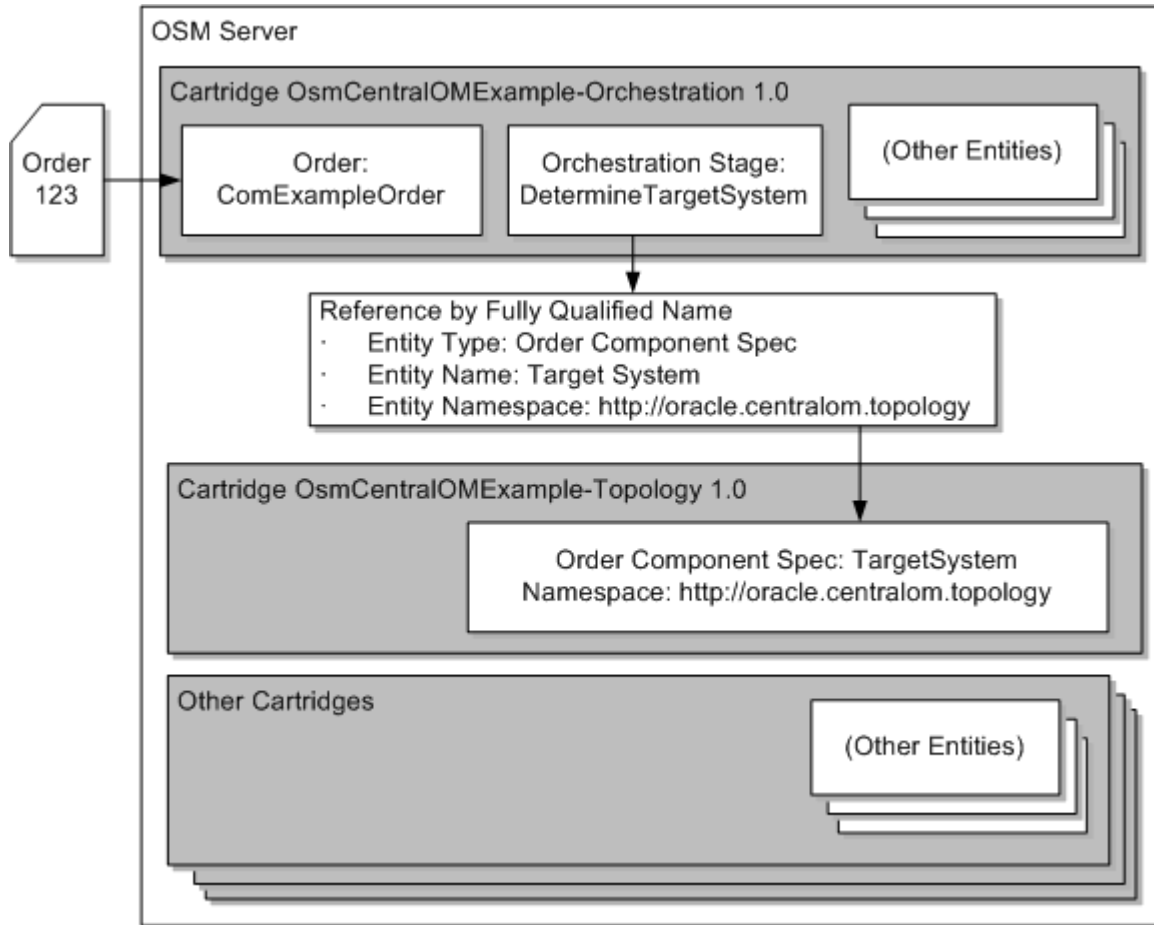 OSM Server
Cartridge OsmCentralOMExample-Orchestration 1.0
Order
123
Order:
ComExampleOrder
Orchestration Stage:
DetermineTargetSystem
(Other Entities)
Reference by Fully Qualified Name
· Entity Type: Order Component Spec
· Entity Name: Target System
· Entity Namespace: http://oracle.centralom.topology
Cartridge OsmCentralOMExample-Topology 1.0
Order Component Spec: TargetSystem
Namespace: http://oracle.centralom.topology
Other Cartridges
(Other Entities)